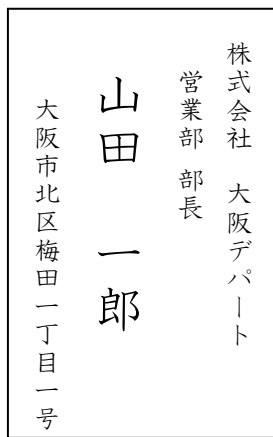 株式会社　大阪デパート
営業部 部長
山田　一郎
大阪市北区梅田一丁目一号